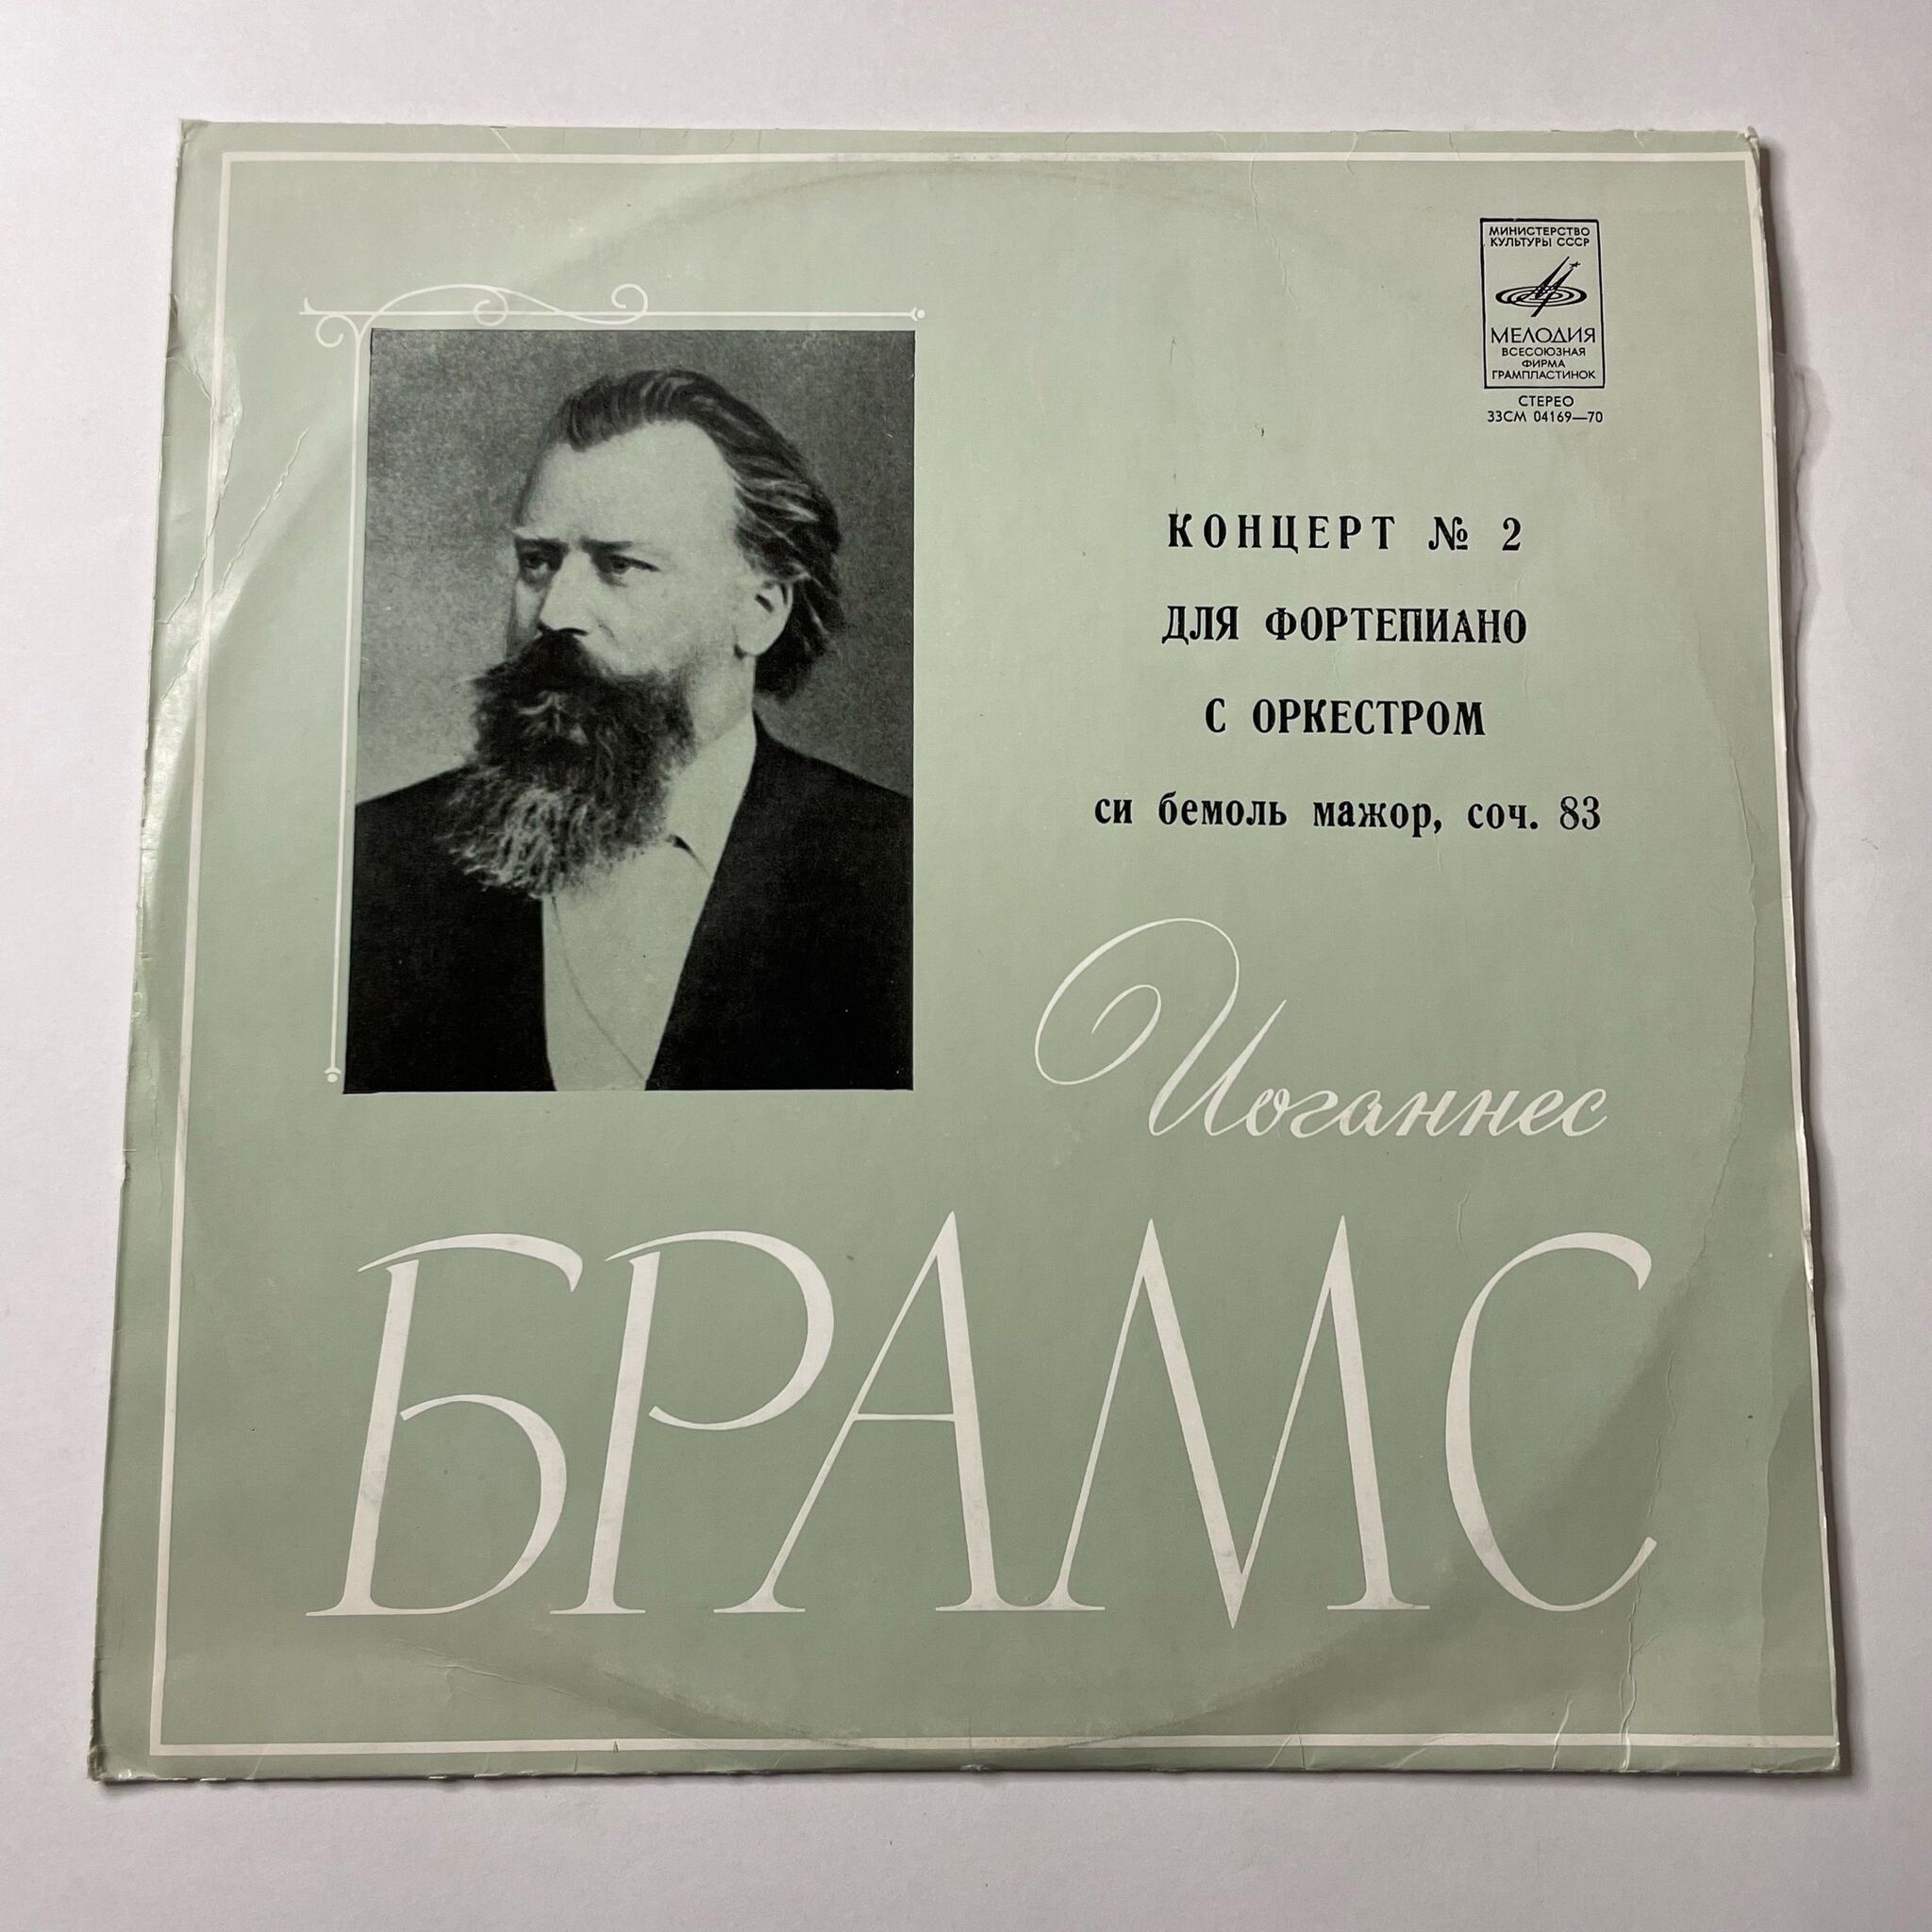 МИНИСТЕРСТВО
КУЛЬТУРЫ СССР
МЕЛОДИЯ
ВСЕСОЮЗНАЯ
ФИРМА
ГРАМПЛАСТИНОК
СТЕРЕО
33СМ 04169—70
КОНЦЕРТ № 2
ДЛЯ ФОРТЕПИАНО
С ОРКЕСТРОМ
си бемоль мажор, соч. 83
Иоганнес
БРАМС